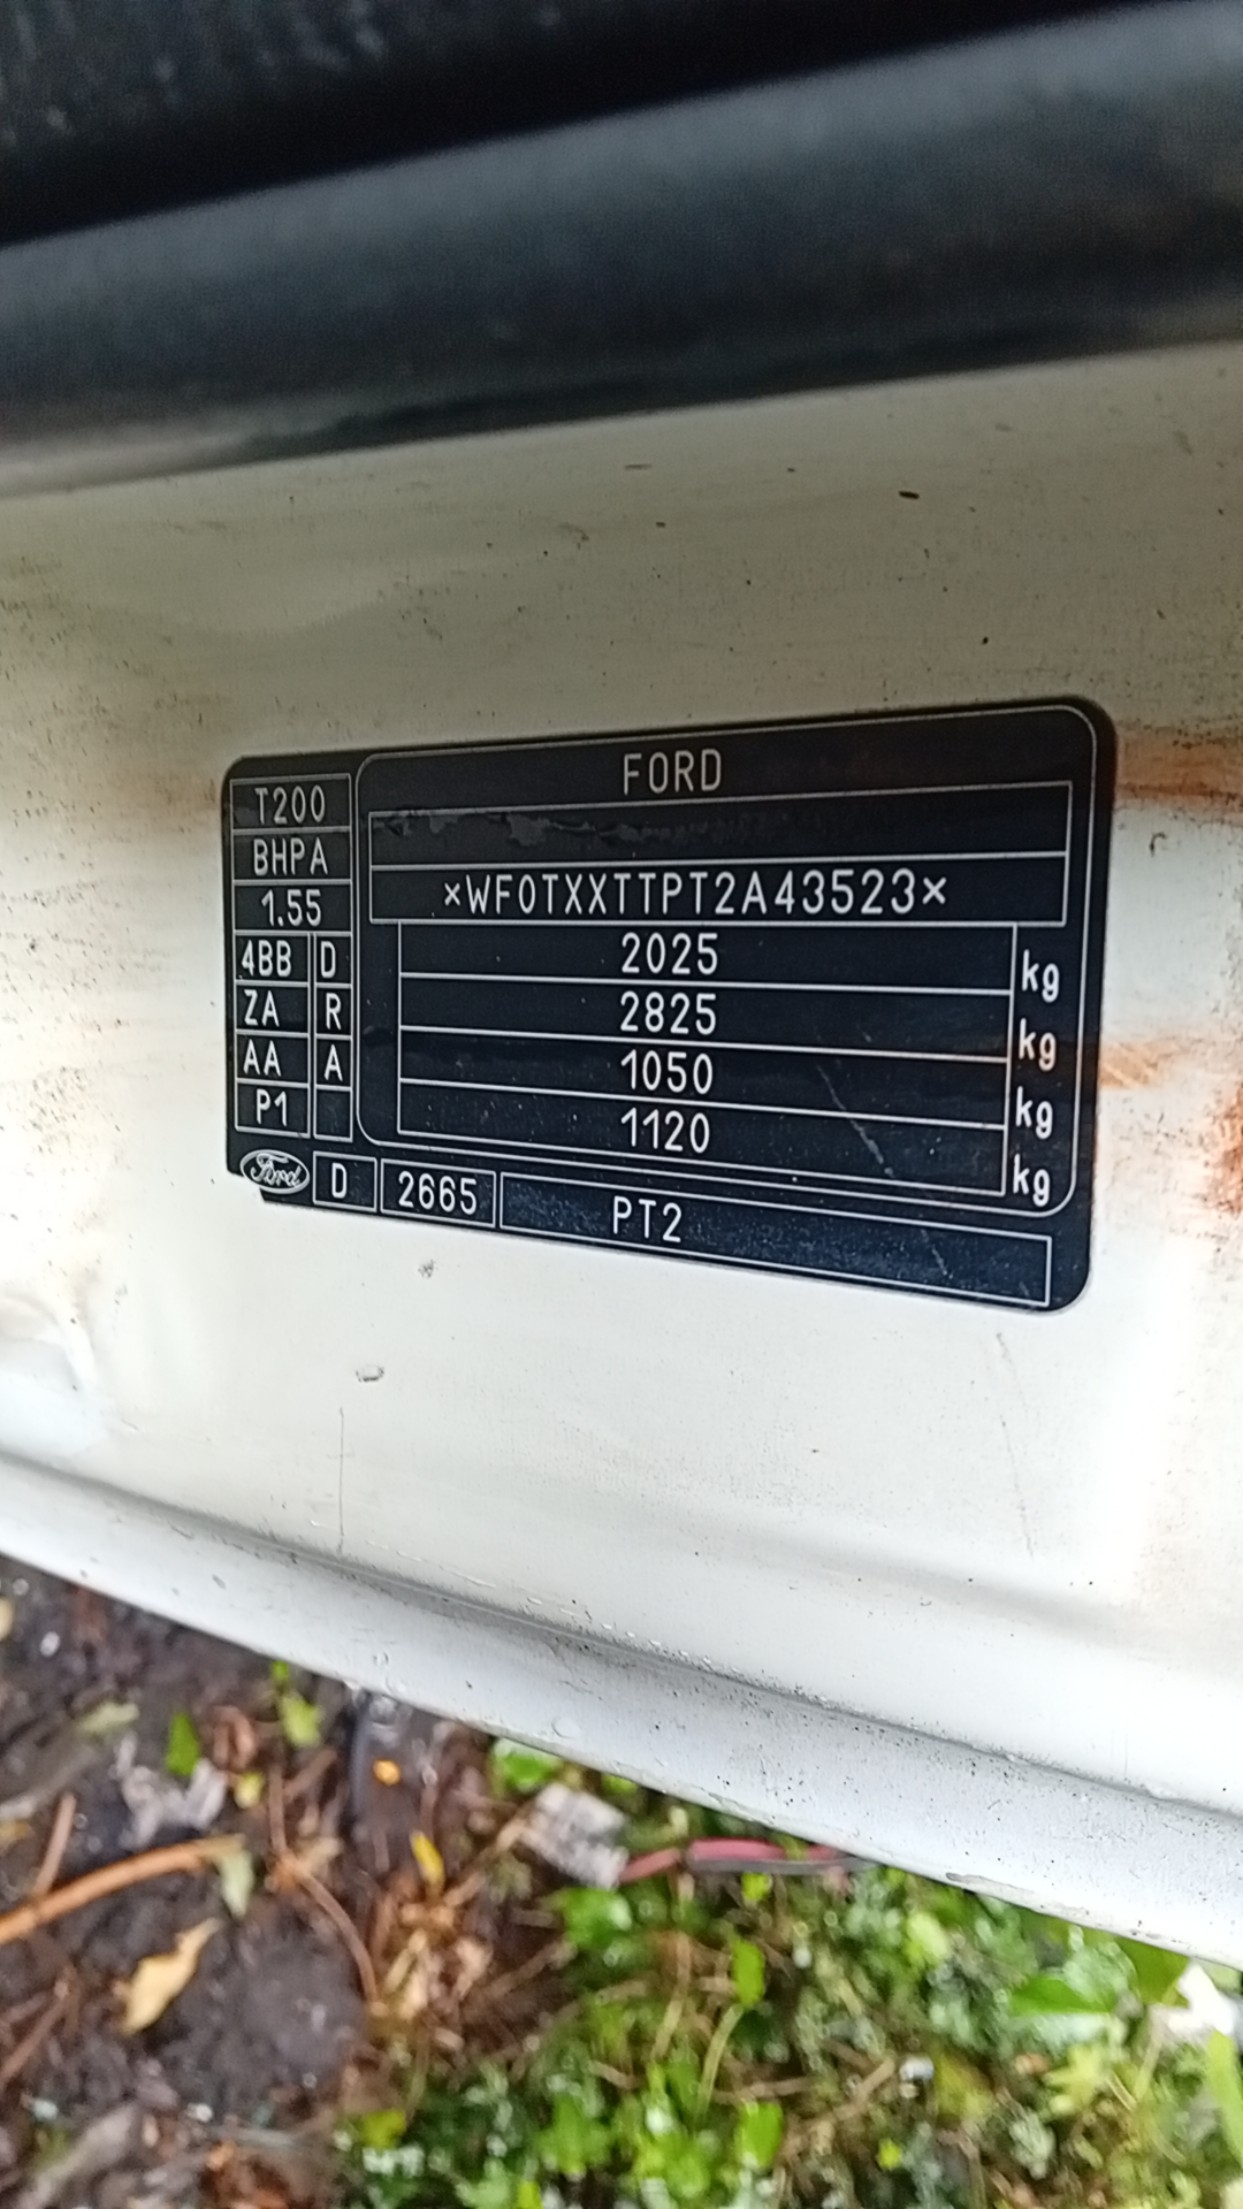 FORD
T200
BHPA
×WF0TXXTTPT2A43523×
1.55
4BB D
2025 kg
ZA R
2825 kg
AA A
1050 kg
P1
1120 kg
Ford D 2665 PT2